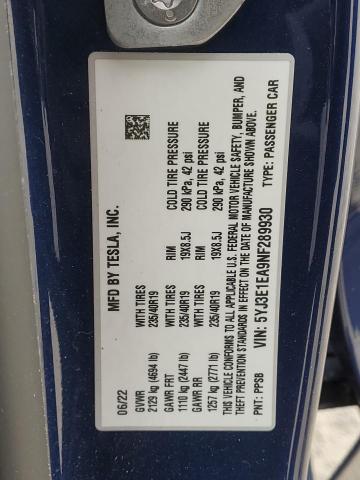 MFD BY TESLA, INC.
06/22
GVWR
2129 kg (4694 lb)
GAWR FRT WITH TIRES RIM COLD TIRE PRESSURE
1110 kg (2447 lb) 235/40R19 19X8.5J 290 kPa, 42 psi
GAWR RR WITH TIRES RIM COLD TIRE PRESSURE
1257 kg (2771 lb) 235/40R19 19X8.5J 290 kPa, 42 psi
THIS VEHICLE CONFORMS TO ALL APPLICABLE U.S. FEDERAL MOTOR VEHICLE SAFETY, BUMPER, AND
THEFT PREVENTION STANDARDS IN EFFECT ON THE DATE OF MANUFACTURE SHOWN ABOVE.
VIN: 5YJ3E1EA9NF289930
PNT: PPSB TYPE: PASSENGER CAR